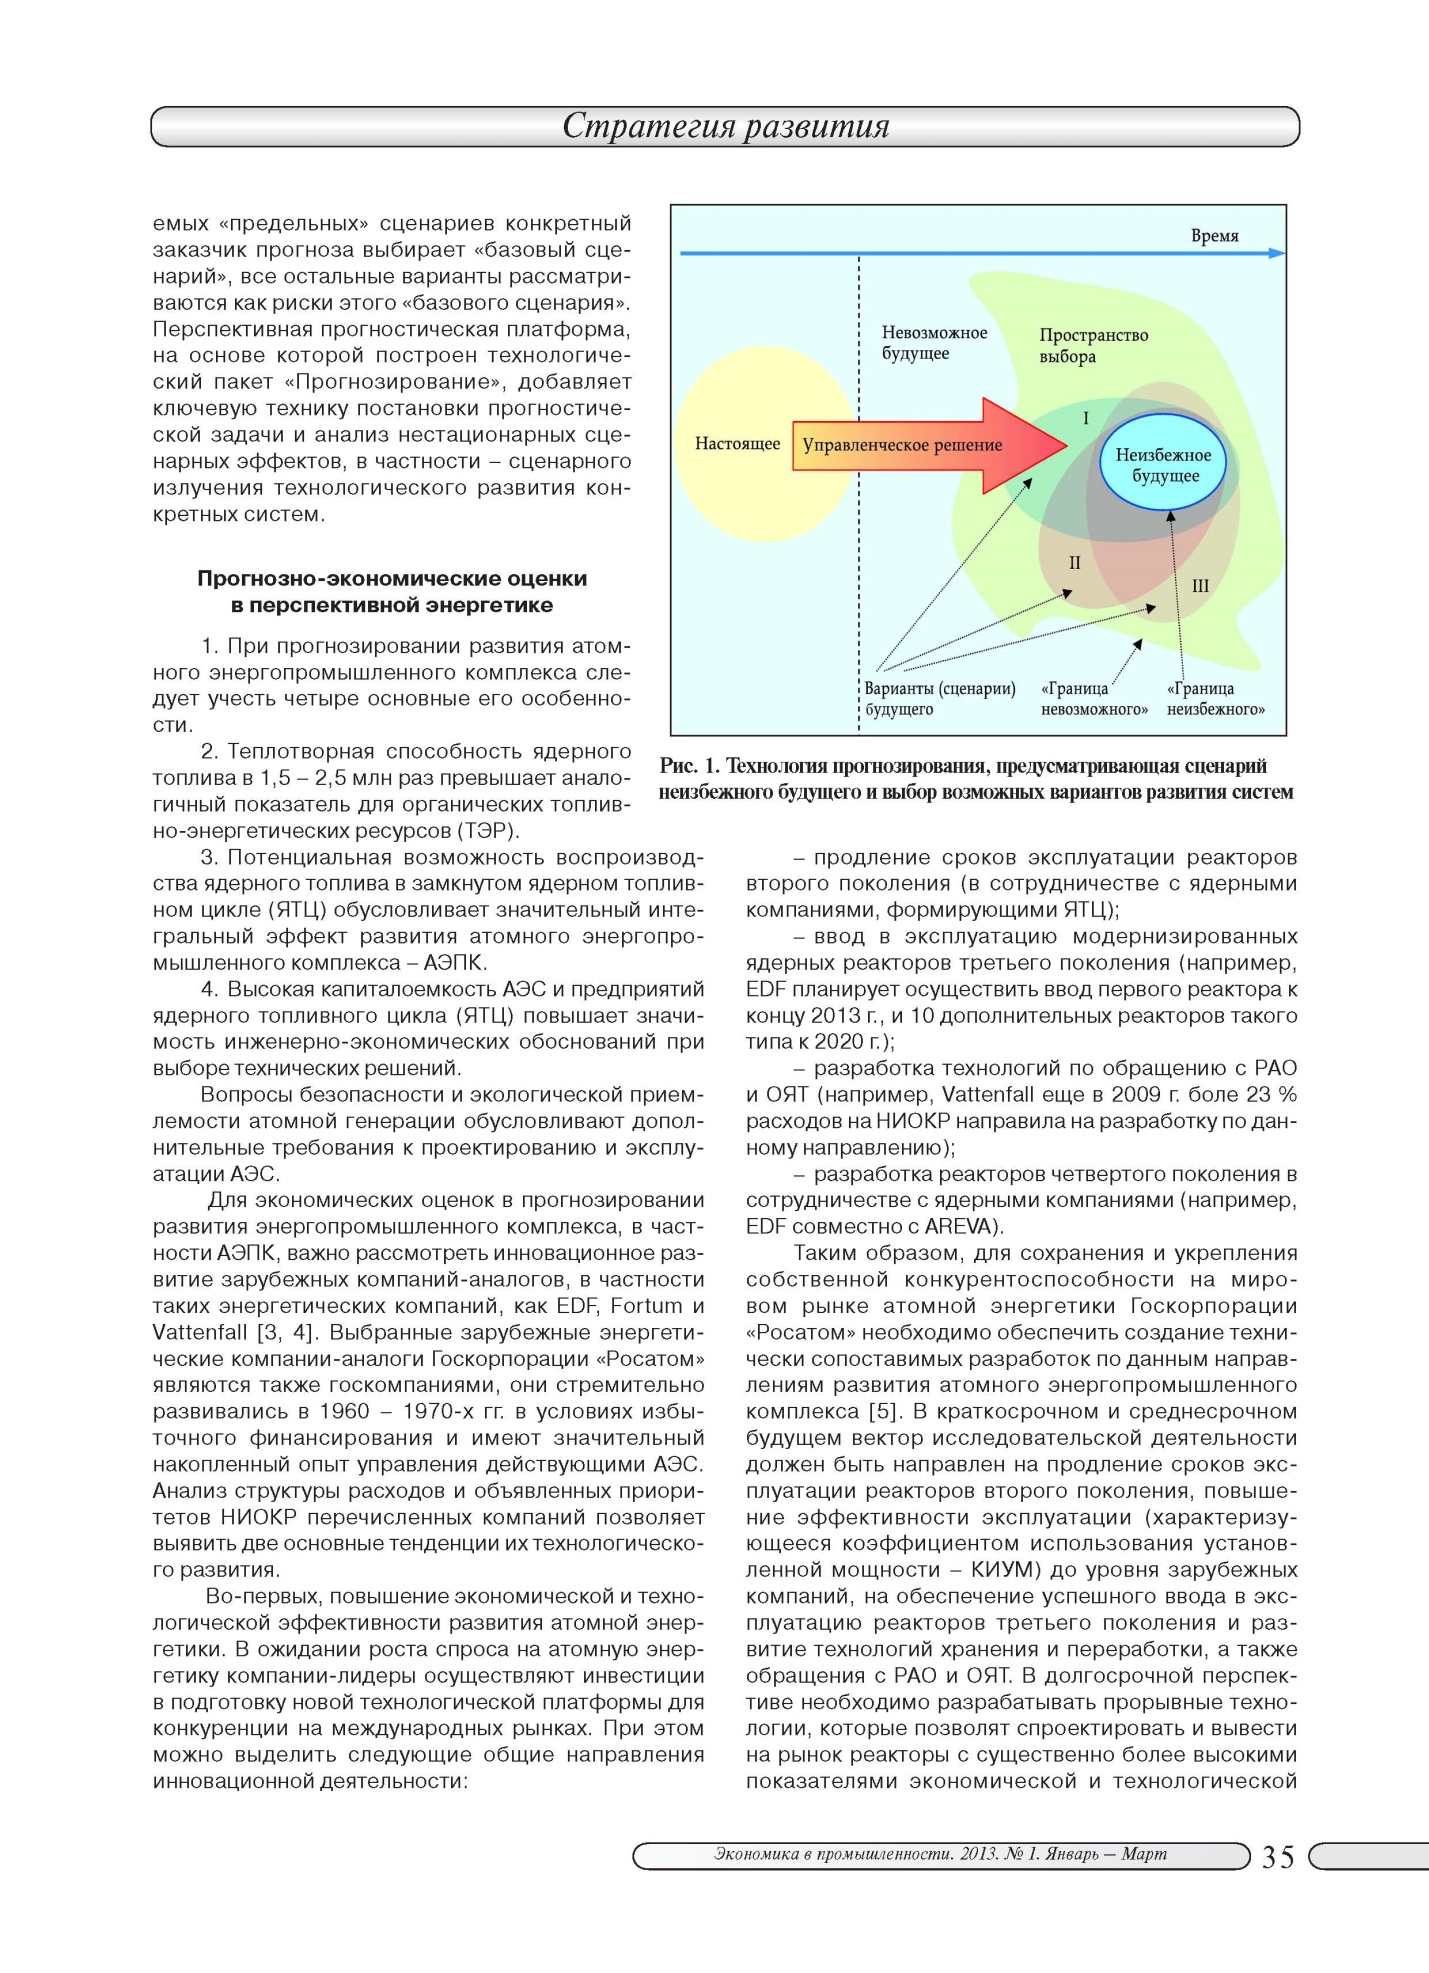 Стратегия развития
емых «предельных» сценариев конкретный
заказчик прогноза выбирает «базовый сце-
нарий», все остальные варианты рассматри-
ваются как риски этого «базового сценария».
Перспективная прогностическая платформа,
на основе которой построен технологиче-
ский пакет «Прогнозирование», добавляет
ключевую технику постановки прогностиче-
ской задачи и анализ нестационарных сце-
нарных эффектов, в частности – сценарного
излучения технологического развития кон-
кретных систем.
Прогнозно-экономические оценки
в перспективной энергетике
1. При прогнозировании развития атом-
ного энергопромышленного комплекса сле-
дует учесть четыре основные его особенно-
сти.
2. Теплотворная способность ядерного
топлива в 1,5 – 2,5 млн раз превышает анало-
гичный показатель для органических топлив-
но-энергетических ресурсов (ТЭР).
3. Потенциальная возможность воспроизвод-
ства ядерного топлива в замкнутом ядерном топлив-
ном цикле (ЯТЦ) обусловливает значительный инте-
гральный эффект развития атомного энергопро-
мышленного комплекса – АЭПК.
4. Высокая капиталоемкость АЭС и предприятий
ядерного топливного цикла (ЯТЦ) повышает значи-
мость инженерно-экономических обоснований при
выборе технических решений.
Вопросы безопасности и экологической прием-
лемости атомной генерации обусловливают допол-
нительные требования к проектированию и эксплу-
атации АЭС.
Для экономических оценок в прогнозировании
развития энергопромышленного комплекса, в част-
ности АЭПК, важно рассмотреть инновационное раз-
витие зарубежных компаний-аналогов, в частности
таких энергетических компаний, как EDF, Fortum и
Vattenfall [3, 4]. Выбранные зарубежные энергети-
ческие компании-аналоги Госкорпорации «Росатом»
являются также госкомпаниями, они стремительно
развивались в 1960 – 1970-х гг. в условиях избы-
точного финансирования и имеют значительный
накопленный опыт управления действующими АЭС.
Анализ структуры расходов и объявленных приори-
тетов НИОКР перечисленных компаний позволяет
выявить две основные тенденции их технологическо-
го развития.
Во-первых, повышение экономической и техно-
логической эффективности развития атомной энер-
гетики. В ожидании роста спроса на атомную энер-
гетику компании-лидеры осуществляют инвестиции
в подготовку новой технологической платформы для
конкуренции на международных рынках. При этом
можно выделить следующие общие направления
инновационной деятельности:
Время
Невозможное
будущее
Пространство
выбора
I
Настоящее
Управленческое решение
Неизбежное
будущее
II
III
Варианты (сценарии)
будущего
«Граница
невозможного»
«Граница
неизбежного»
Рис. 1. Технология прогнозирования, предусматривающая сценарий
неизбежного будущего и выбор возможных вариантов развития систем
– продление сроков эксплуатации реакторов
второго поколения (в сотрудничестве с ядерными
компаниями, формирующими ЯТЦ);
– ввод в эксплуатацию модернизированных
ядерных реакторов третьего поколения (например,
EDF планирует осуществить ввод первого реактора к
концу 2013 г., и 10 дополнительных реакторов такого
типа к 2020 г.);
– разработка технологий по обращению с РАО
и ОЯТ (например, Vattenfall еще в 2009 г. боле 23 %
расходов на НИОКР направила на разработку по дан-
ному направлению);
– разработка реакторов четвертого поколения в
сотрудничестве с ядерными компаниями (например,
EDF совместно с AREVA).
Таким образом, для сохранения и укрепления
собственной конкурентоспособности на миро-
вом рынке атомной энергетики Госкорпорации
«Росатом» необходимо обеспечить создание техни-
чески сопоставимых разработок по данным направ-
лениям развития атомного энергопромышленного
комплекса [5]. В краткосрочном и среднесрочном
будущем вектор исследовательской деятельности
должен быть направлен на продление сроков экс-
плуатации реакторов второго поколения, повыше-
ние эффективности эксплуатации (характеризу-
ющееся коэффициентом использования установ-
ленной мощности – КИУМ) до уровня зарубежных
компаний, на обеспечение успешного ввода в экс-
плуатацию реакторов третьего поколения и раз-
витие технологий хранения и переработки, а также
обращения с РАО и ОЯТ. В долгосрочной перспек-
тиве необходимо разрабатывать прорывные техно-
логии, которые позволят спроектировать и вывести
на рынок реакторы с существенно более высокими
показателями экономической и технологической
Экономика в промышленности. 2013. № 1. Январь – Март
35